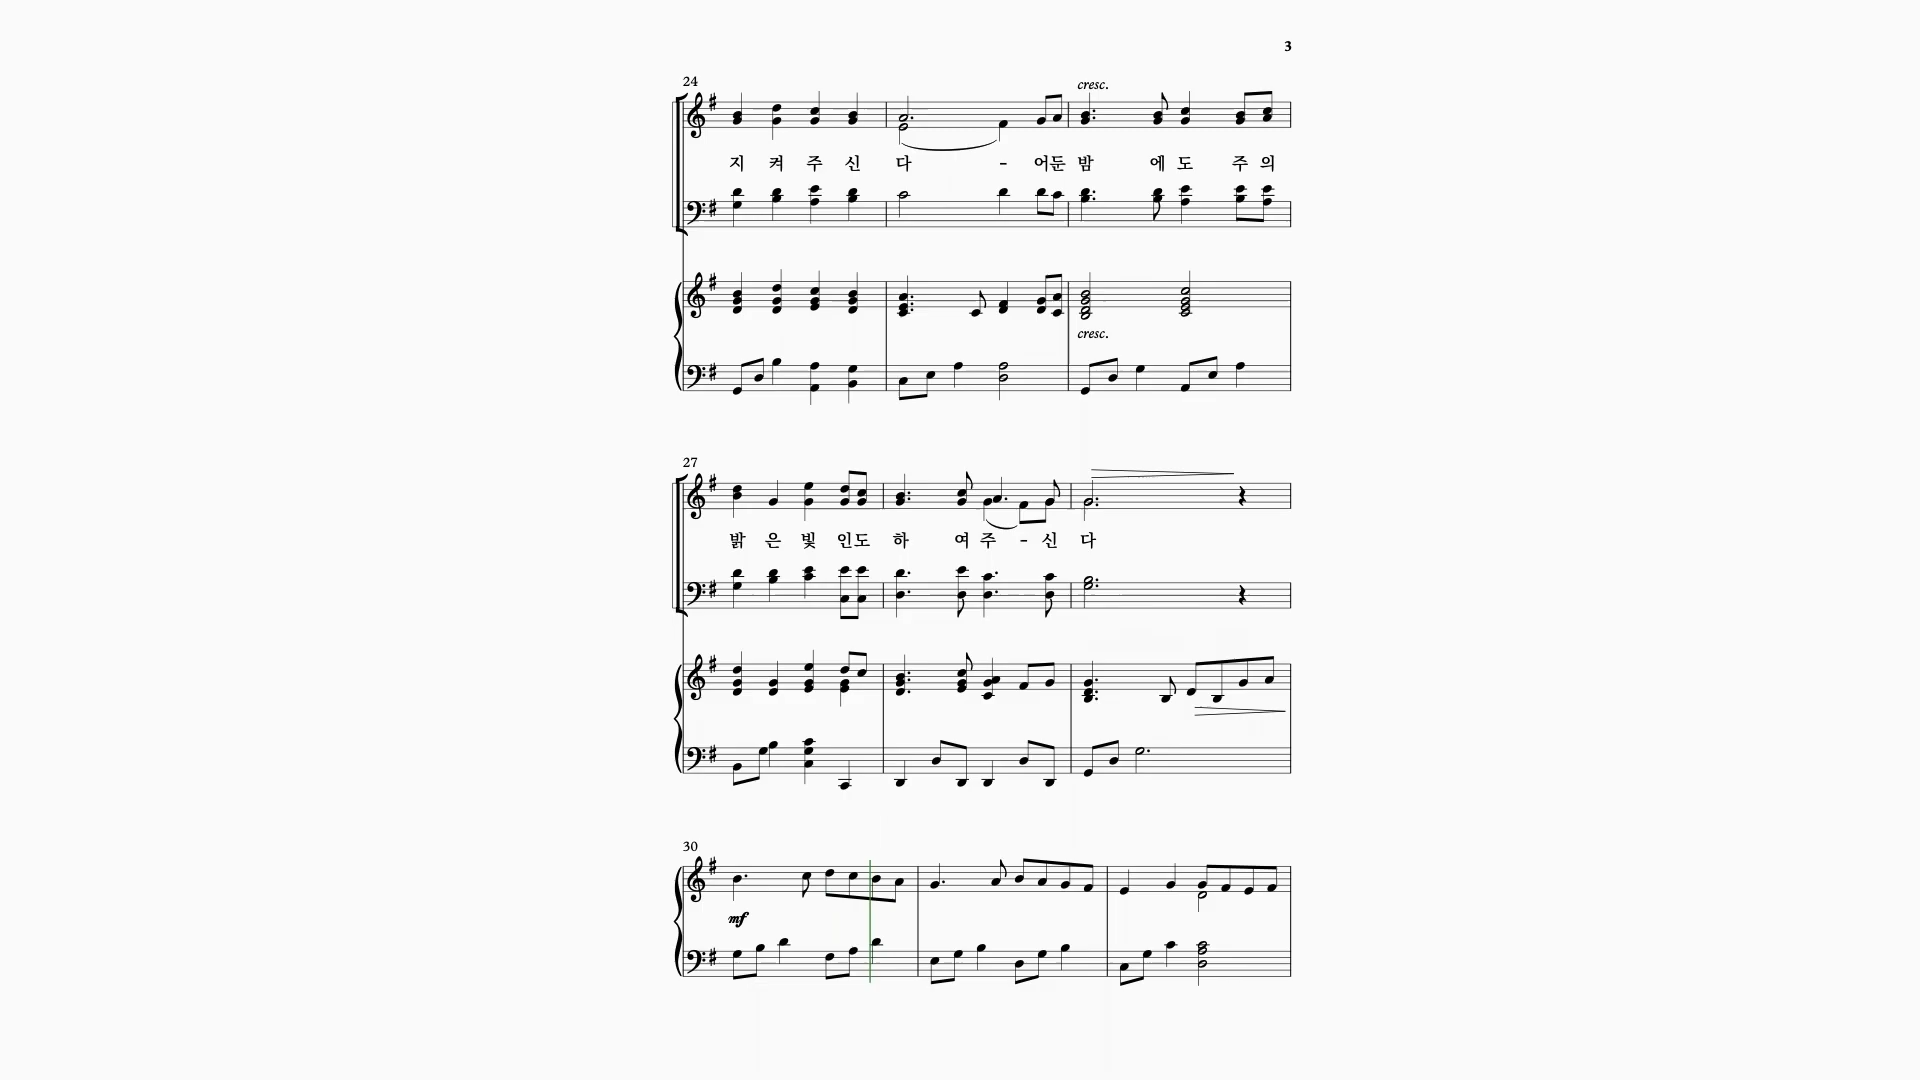 3
24
cresc.
지 켜 주 신 다 - 어둔 밤 에 도 주 의
cresc.
27
밝 은 빛 인도 하 여 주 - 신 다
30
mf